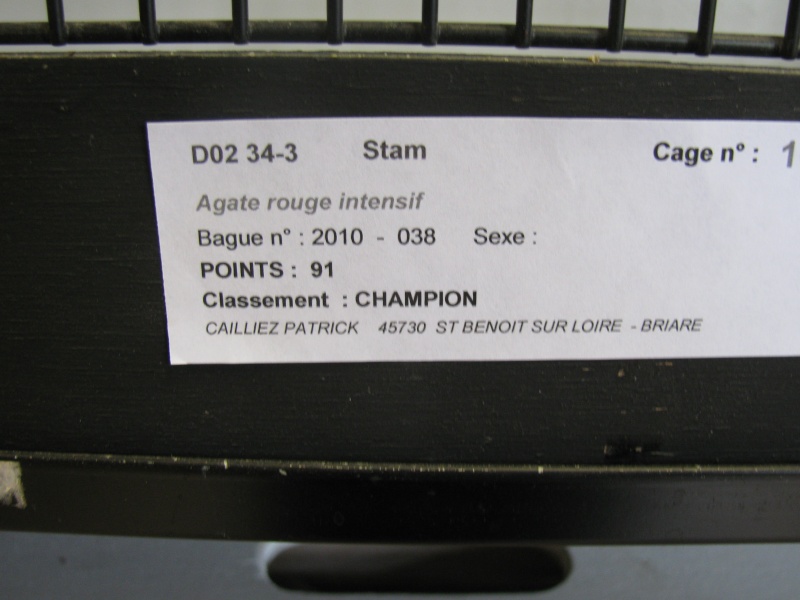 D02 34-3 Stam Cage n° : 1
Agate rouge intensif
Bague n° : 2010 - 038 Sexe :
POINTS : 91
Classement : CHAMPION
CAILLIEZ PATRICK 45730 ST BENOIT SUR LOIRE - BRIARE